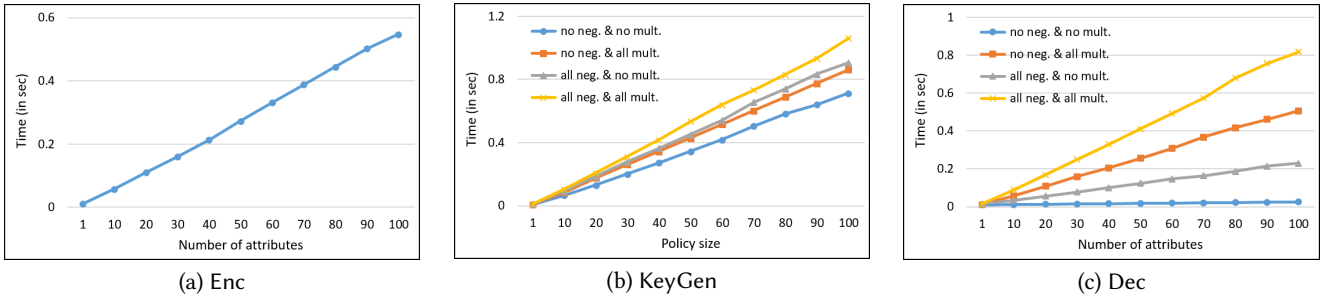 0.6
0.4
0.2
0
Time (in sec)
1 10 20 30 40 50 60 70 80 90 100
Number of attributes
(a) Enc
1.2
0.8
0.4
0
Time (in sec)
no neg. & no mult.
no neg. & all mult.
all neg. & no mult.
all neg. & all mult.
1 10 20 30 40 50 60 70 80 90 100
Policy size
(b) KeyGen
1
0.8
0.6
0.4
0.2
0
Time (in sec)
no neg. & no mult.
no neg. & all mult.
all neg. & no mult.
all neg. & all mult.
1 10 20 30 40 50 60 70 80 90 100
Number of attributes
(c) Dec